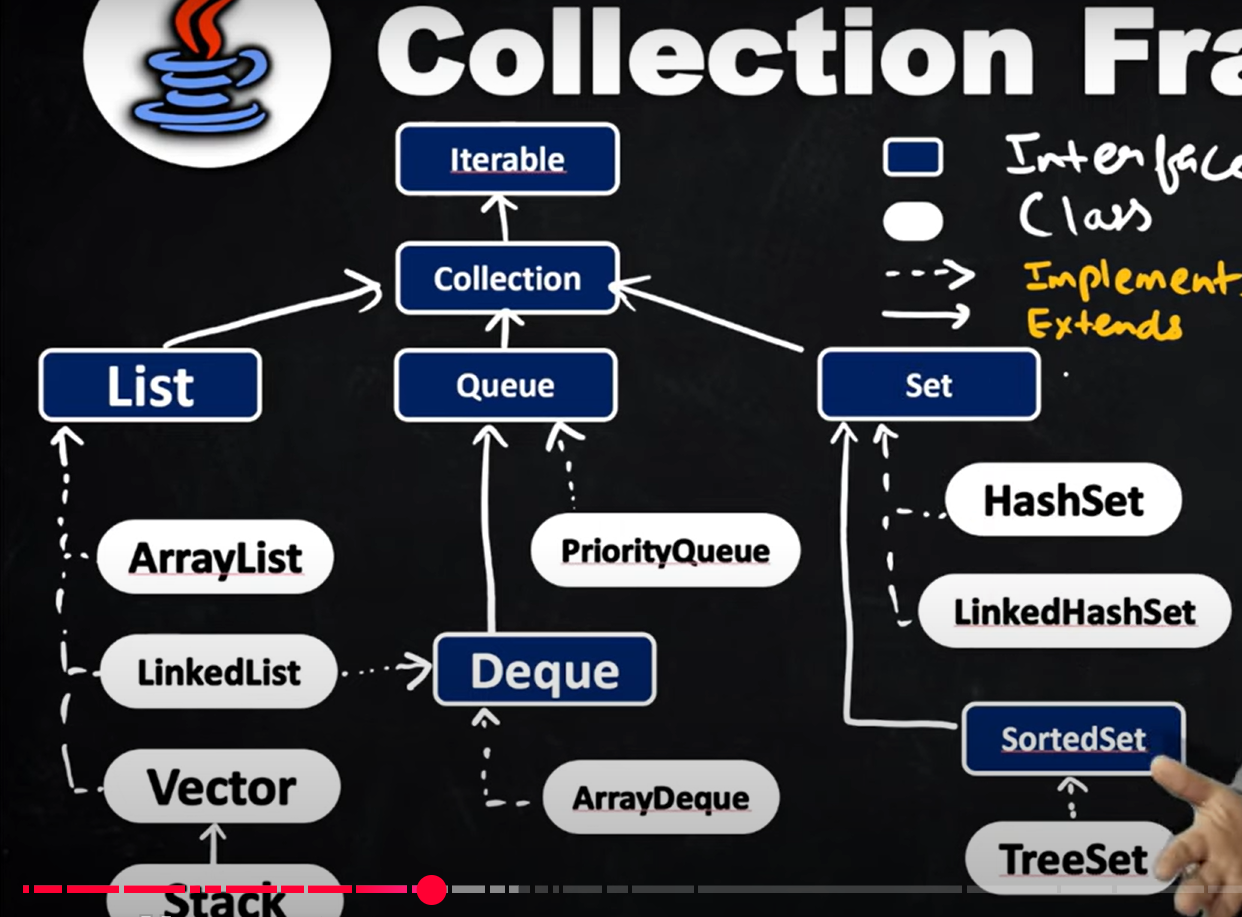 Collection Fra
Iterable
Interface
Class
Collection
Implements
Extends
List
Queue
Set
HashSet
ArrayList
PriorityQueue
LinkedHashSet
LinkedList
Deque
SortedSet
Vector
ArrayDeque
TreeSet
Stack